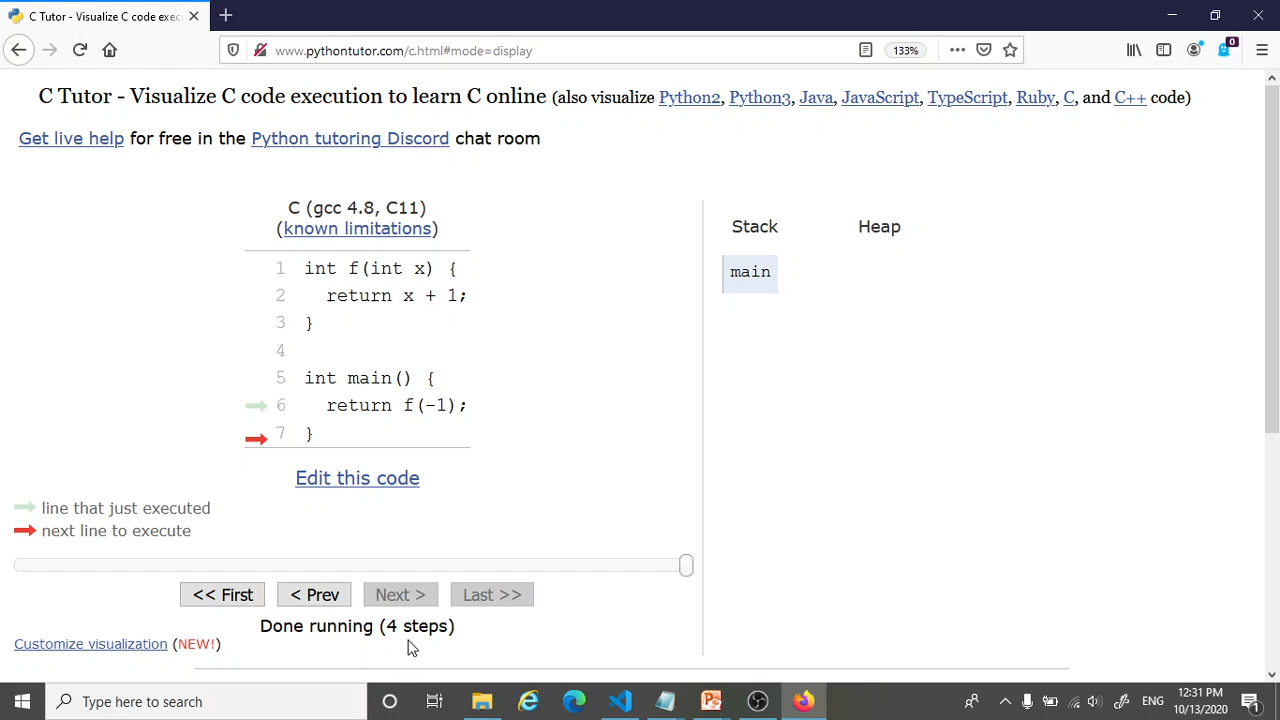 C Tutor - Visualize C code exec
www.pythontutor.com/c.html#mode=display
133%
0
C Tutor - Visualize C code execution to learn C online (also visualize Python2, Python3, Java, JavaScript, TypeScript, Ruby, C, and C++ code)
Get live help for free in the Python tutoring Discord chat room
C (gcc 4.8, C11)
(known limitations)
Stack Heap
main
1 int f(int x) {
2 return x + 1;
3 }
4
5 int main() {
6 return f(-1);
7 }
Edit this code
line that just executed
next line to execute
<< First < Prev Next > Last >>
Done running (4 steps)
Customize visualization (NEW!)
Type here to search
ENG
12:31 PM
10/13/2020
1